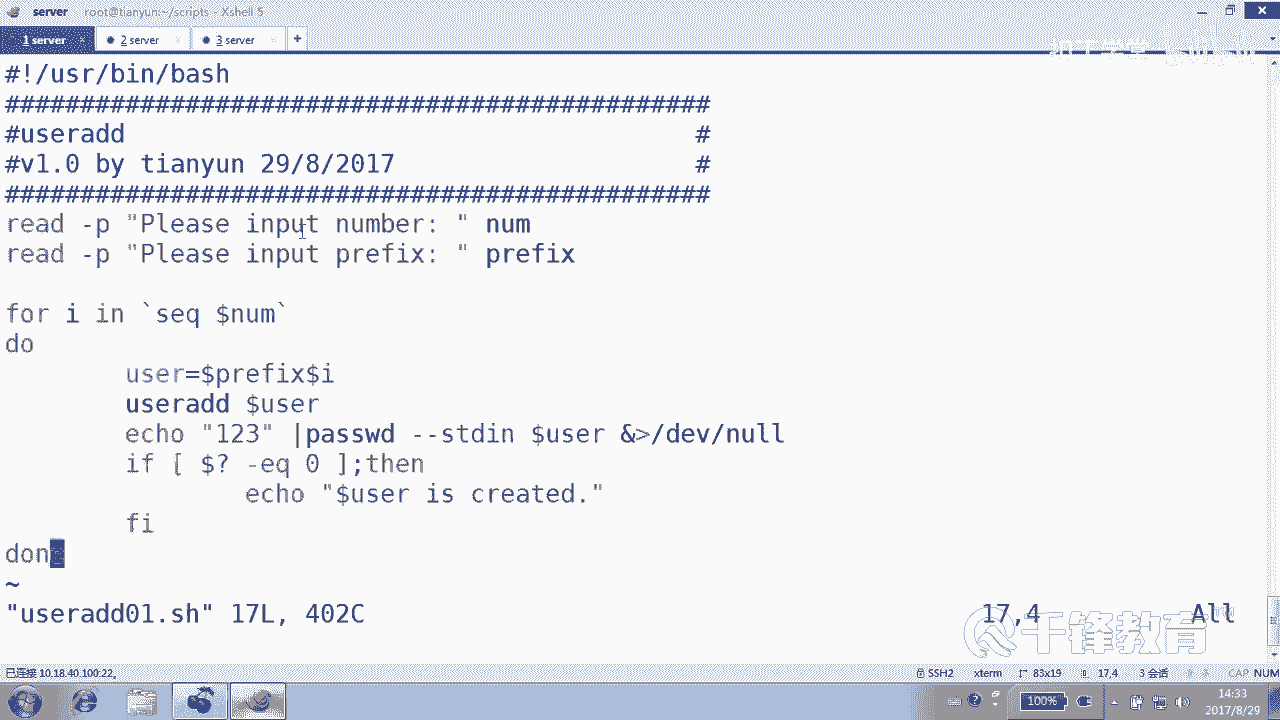 server root@tianyun:~/scripts - Xshell 5
1 server × 2 server × 3 server × +
#!/usr/bin/bash
###############################################
#useradd                                      #
#v1.0 by tianyun 29/8/2017                    #
###############################################
read -p "Please input number: " num
read -p "Please input prefix: " prefix
for i in `seq $num`
do
        user=$prefix$i
        useradd $user
        echo "123" |passwd --stdin $user &>/dev/null
        if [ $? -eq 0 ];then
                echo "$user is created."
        fi
done
~
"useradd01.sh" 17L, 402C 17,4 All
千锋教育
已连接 10.18.40.100:22。 SSH2 xterm 83x19 17,4 3 会话 CAP NUM
100% 14:33
2017/8/29